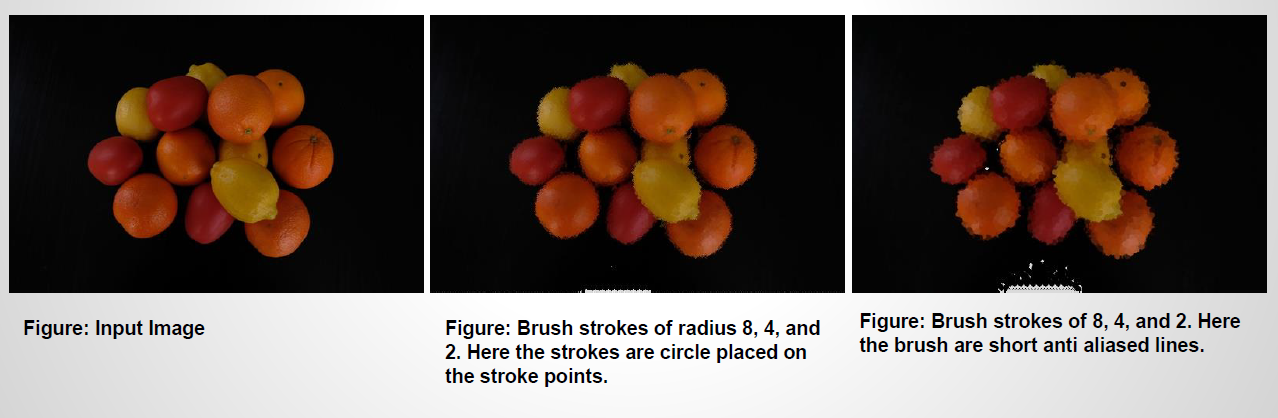 Figure: Input Image
Figure: Brush strokes of radius 8, 4, and
2. Here the strokes are circle placed on
the stroke points.
Figure: Brush strokes of 8, 4, and 2. Here
the brush are short anti aliased lines.